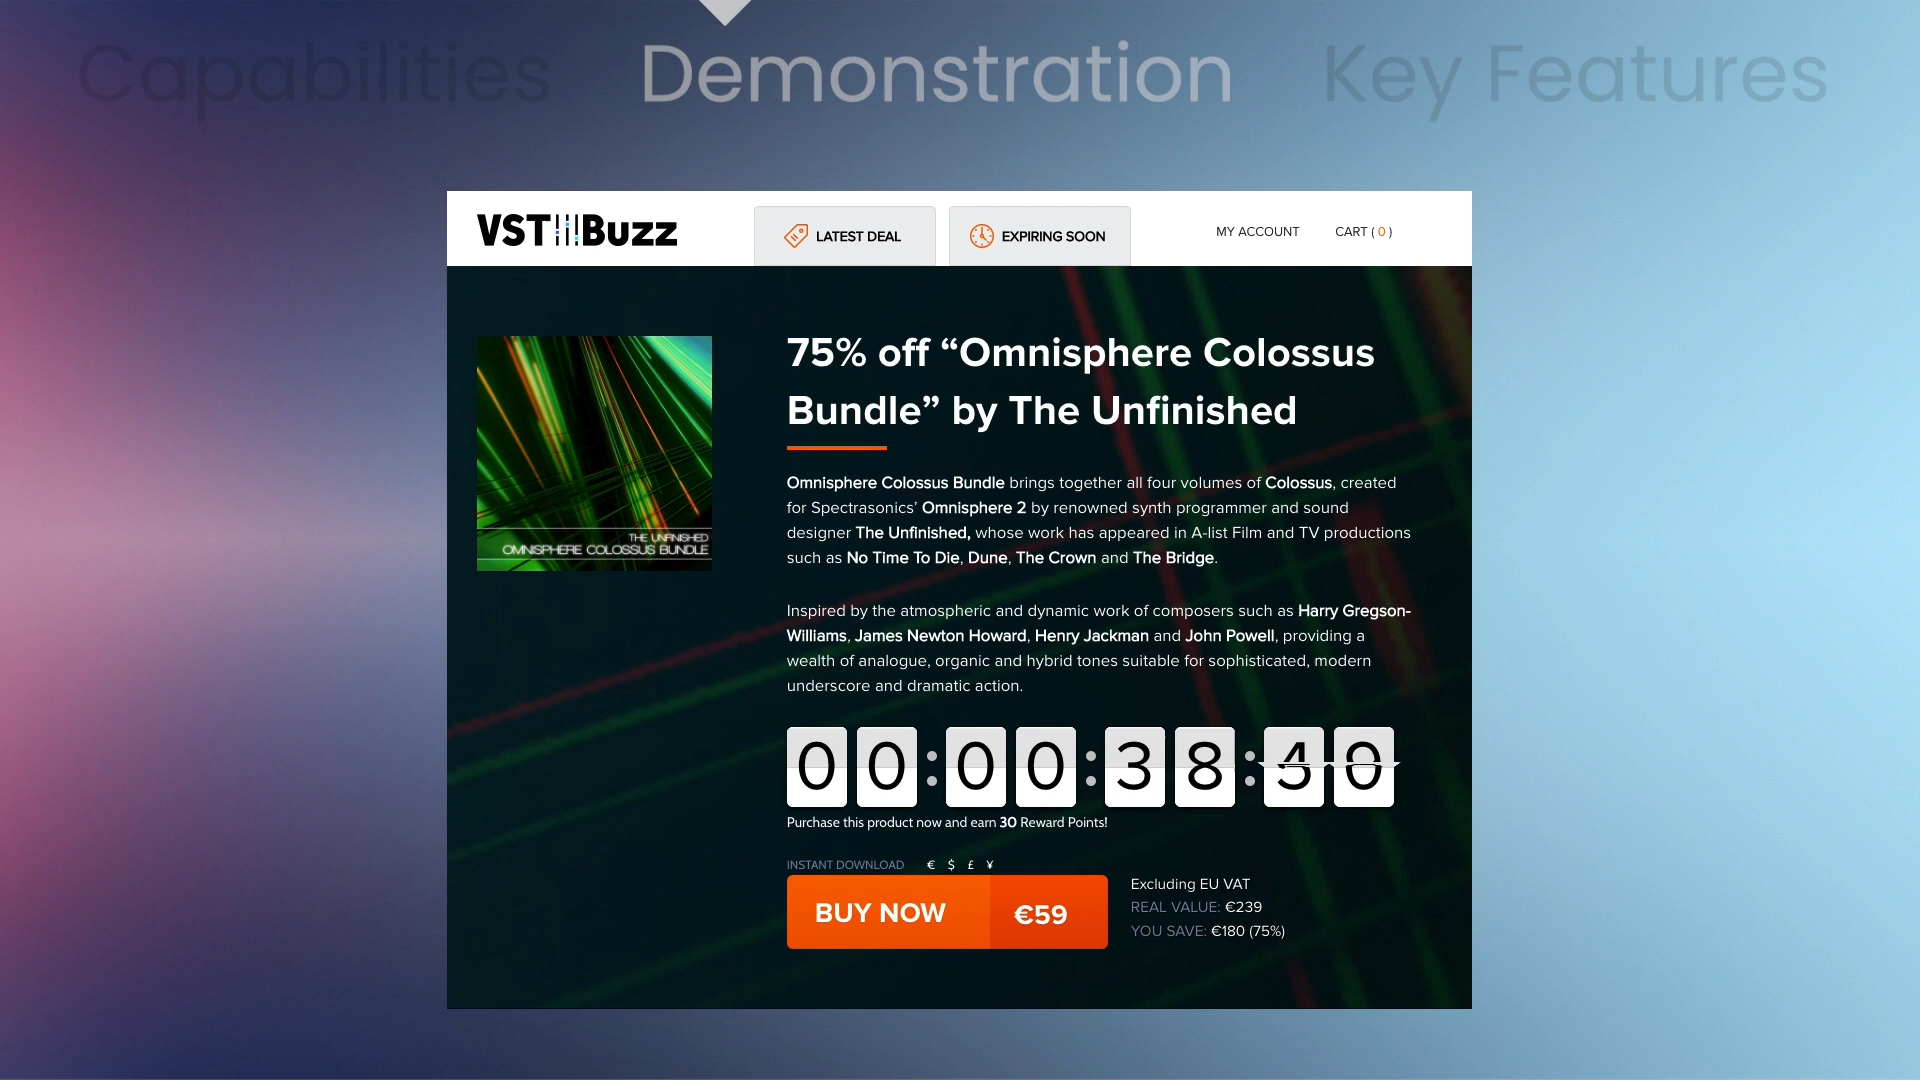 Capabilities Demonstration Key Features
VST Buzz LATEST DEAL EXPIRING SOON MY ACCOUNT CART ( 0 )
75% off “Omnisphere Colossus
Bundle” by The Unfinished
Omnisphere Colossus Bundle brings together all four volumes of Colossus, created
for Spectrasonics’ Omnisphere 2 by renowned synth programmer and sound
designer The Unfinished, whose work has appeared in A-list Film and TV productions
such as No Time To Die, Dune, The Crown and The Bridge.
THE UNFINISHED
OMNISPHERE COLOSSUS BUNDLE
Inspired by the atmospheric and dynamic work of composers such as Harry Gregson-
Williams, James Newton Howard, Henry Jackman and John Powell, providing a
wealth of analogue, organic and hybrid tones suitable for sophisticated, modern
underscore and dramatic action.
00:00:38:
Purchase this product now and earn 30 Reward Points!
INSTANT DOWNLOAD € $ £ ¥
BUY NOW €59
Excluding EU VAT
REAL VALUE: €239
YOU SAVE: €180 (75%)